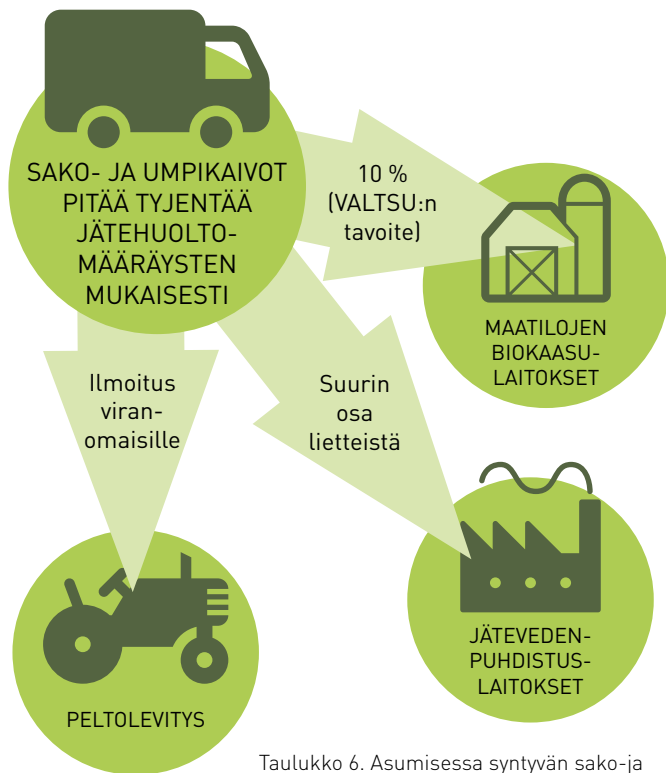 SAKO- JA UMPIKAIVOT
PITÄÄ TYJENTÄÄ
JÄTEHUOLTO-
MÄÄRÄYSTEN
MUKAISESTI
10 %
(VALTSU:n
tavoite)
MAATILOJEN
BIOKAASU-
LAITOKSET
Ilmoitus
viran-
omaisille
Suurin
osa
lietteistä
PELTOLEVITYS
JÄTEVEDEN-
PUHDISTUS-
LAITOKSET
Taulukko 6. Asumisessa syntyvän sako-ja